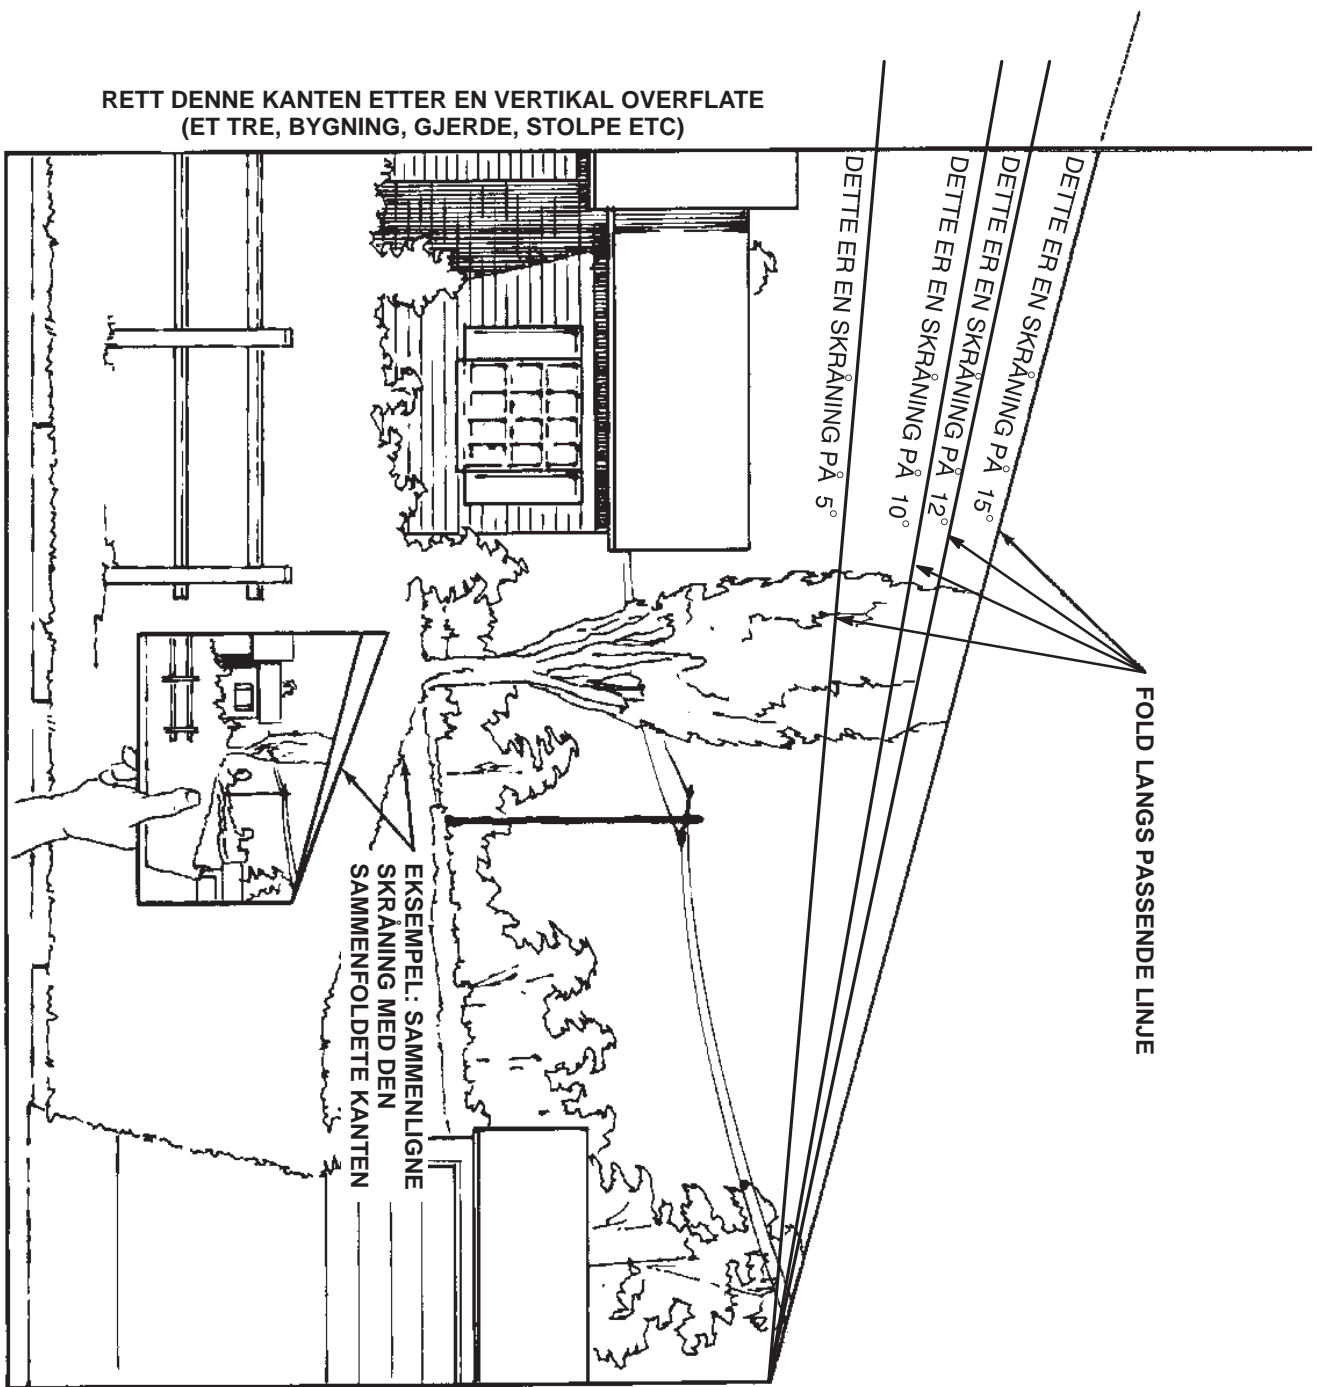 RETT DENNE KANTEN ETTER EN VERTIKAL OVERFLATE
(ET TRE, BYGNING, GJERDE, STOLPE ETC)
DETTE ER EN SKRÅNING PÅ 15°
DETTE ER EN SKRÅNING PÅ 12°
DETTE ER EN SKRÅNING PÅ 10°
DETTE ER EN SKRÅNING PÅ 5°
FOLD LANGS PASSENDE LINJE
EKSEMPEL: SAMMENLIGNE
SKRÅNING MED DEN
SAMMENFOLDETE KANTEN